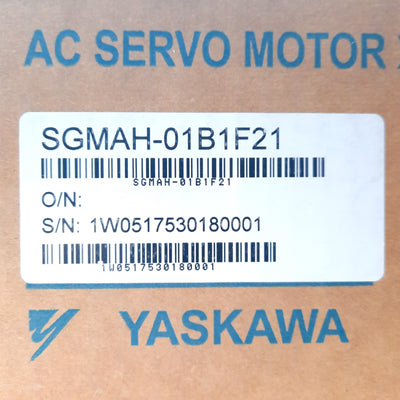 AC SERVO MOTOR
SGMAH-01B1F21
SGMAH-01B1F21
O/N:
S/N: 1W0517530180001
1W0517530180001
YASKAWA